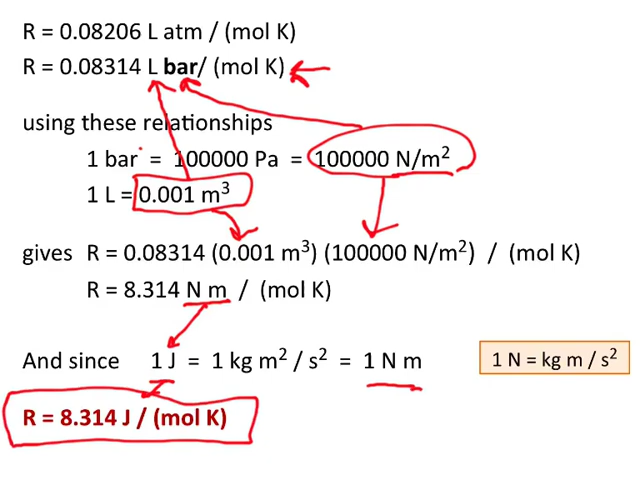 R = 0.08206 L atm / (mol K)
R = 0.08314 L bar/ (mol K)
using these relationships
1 bar = 100000 Pa = 100000 N/m²
1 L = 0.001 m³
gives R = 0.08314 (0.001 m³) (100000 N/m²) / (mol K)
R = 8.314 N m / (mol K)
And since 1 J = 1 kg m² / s² = 1 N m
1 N = kg m / s²
R = 8.314 J / (mol K)